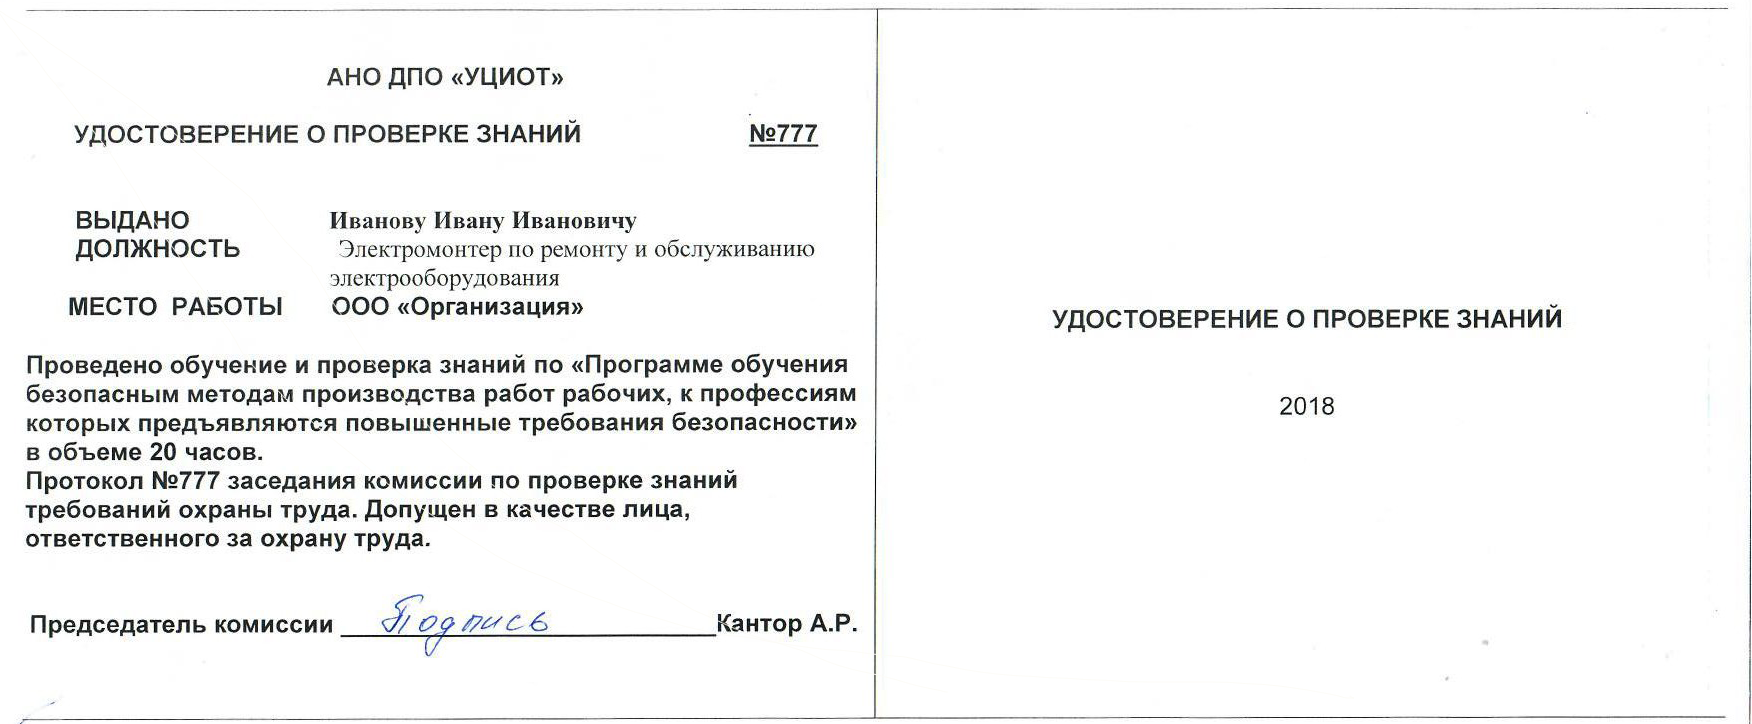 АНО ДПО «УЦИОТ»
УДОСТОВЕРЕНИЕ О ПРОВЕРКЕ ЗНАНИЙ №777
ВЫДАНО Иванову Ивану Ивановичу
ДОЛЖНОСТЬ Электромонтер по ремонту и обслуживанию
электрооборудования
МЕСТО РАБОТЫ ООО «Организация»
Проведено обучение и проверка знаний по «Программе обучения
безопасным методам производства работ рабочих, к профессиям
которых предъявляются повышенные требования безопасности»
в объеме 20 часов.
Протокол №777 заседания комиссии по проверке знаний
требований охраны труда. Допущен в качестве лица,
ответственного за охрану труда.
Председатель комиссии Подпись Кантор А.Р.
УДОСТОВЕРЕНИЕ О ПРОВЕРКЕ ЗНАНИЙ
2018